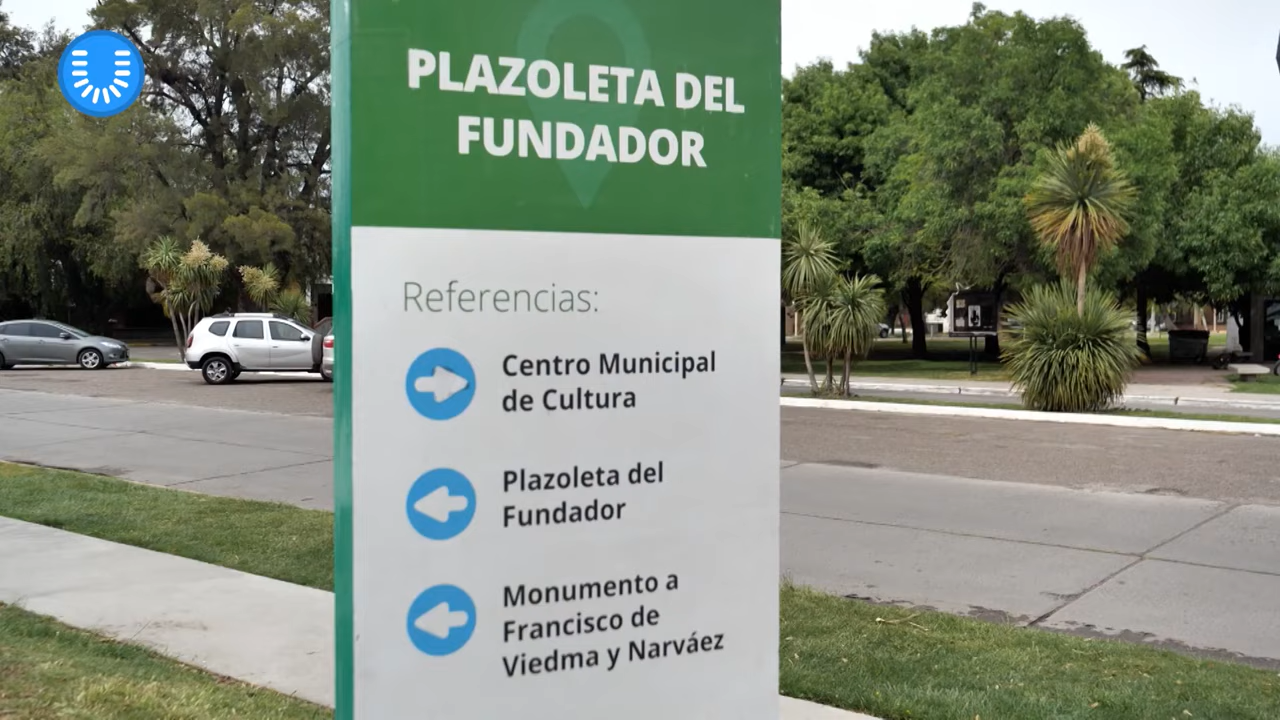 PLAZOLETA DEL
FUNDADOR
Referencias:
Centro Municipal
de Cultura
Plazoleta del
Fundador
Monumento a
Francisco de
Viedma y Narváez